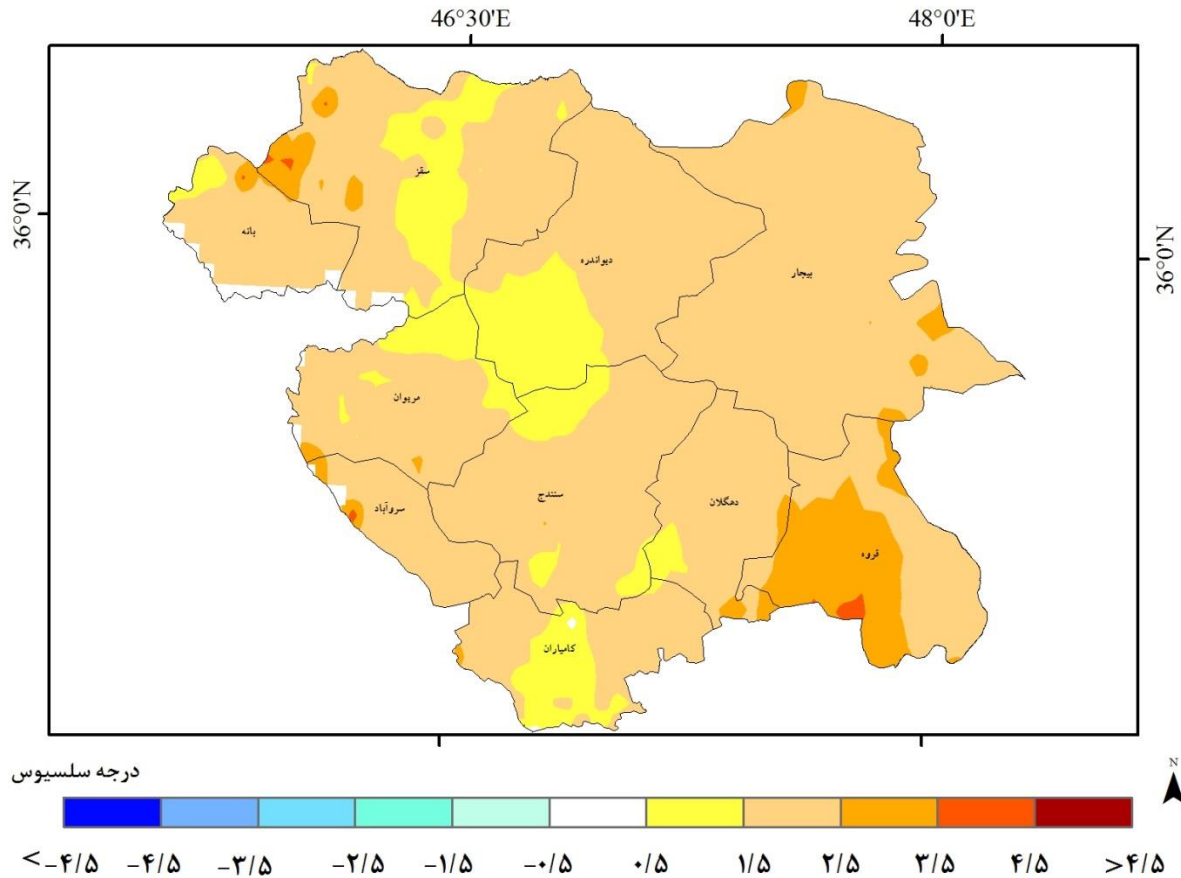 46°30'E 48°0'E
36°0'N
36°0'N
سقز
بانه
دیواندره
بیجار
مریوان
سنندج
دهگلان
سروآباد
قروه
کامیاران
درجه سلسیوس
N
<-۴/۵ -۴/۵ -۳/۵ -۲/۵ -۱/۵ -۰/۵ ۰/۵ ۱/۵ ۲/۵ ۳/۵ ۴/۵ >۴/۵